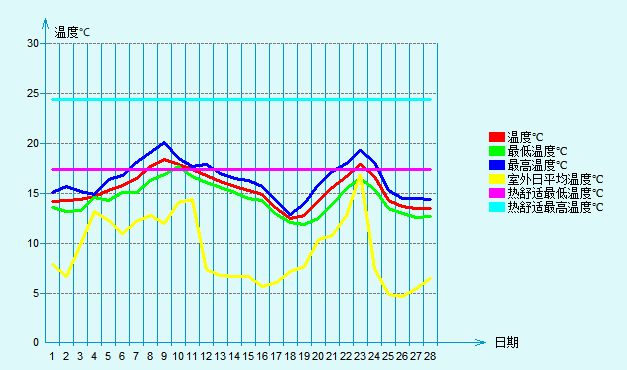 温度℃
30
25
20
15
10
5
0
1 2 3 4 5 6 7 8 9 10 11 12 13 14 15 16 17 18 19 20 21 22 23 24 25 26 27 28
日期
温度℃
最低温度℃
最高温度℃
室外日平均温度℃
热舒适最低温度℃
热舒适最高温度℃